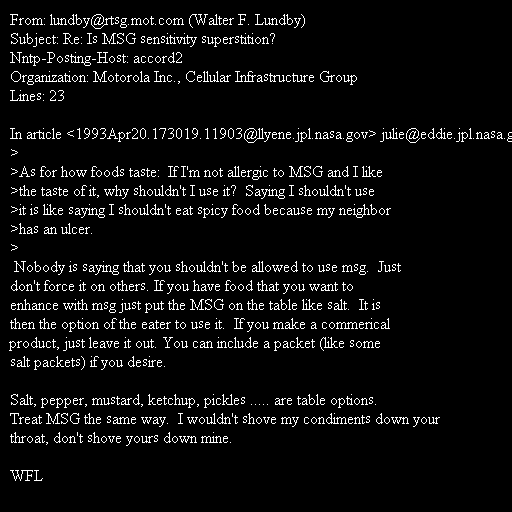 From: lundby@rtsg.mot.com (Walter F. Lundby)
Subject: Re: Is MSG sensitivity superstition?
Nntp-Posting-Host: accord2
Organization: Motorola Inc., Cellular Infrastructure Group
Lines: 23

In article <1993Apr20.173019.11903@llyene.jpl.nasa.gov> julie@eddie.jpl.nasa.g
>
>As for how foods taste:  If I'm not allergic to MSG and I like
>the taste of it, why shouldn't I use it?  Saying I shouldn't use
>it is like saying I shouldn't eat spicy food because my neighbor
>has an ulcer.
>
 Nobody is saying that you shouldn't be allowed to use msg.  Just
don't force it on others. If you have food that you want to
enhance with msg just put the MSG on the table like salt.  It is
then the option of the eater to use it.  If you make a commerical
product, just leave it out. You can include a packet (like some
salt packets) if you desire.

Salt, pepper, mustard, ketchup, pickles ..... are table options.
Treat MSG the same way.  I wouldn't shove my condiments down your
throat, don't shove yours down mine.

WFL